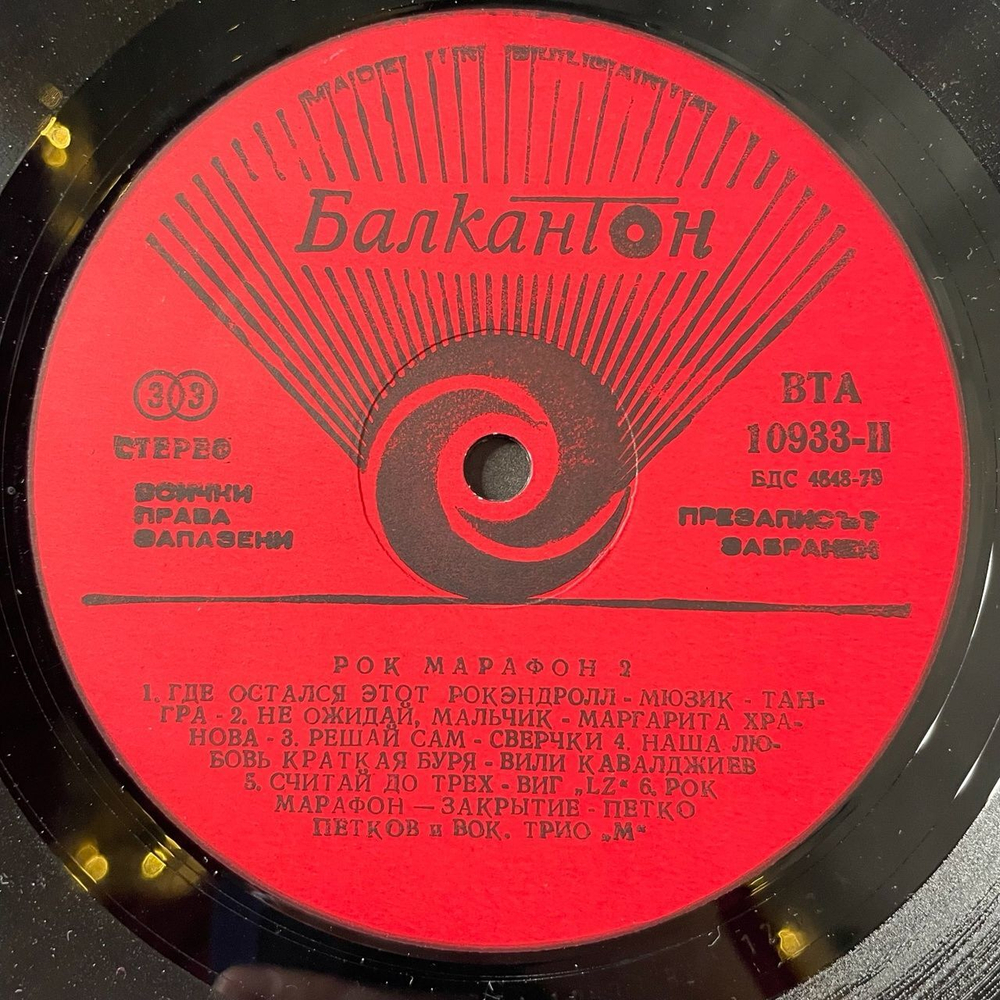 MADE IN BULGARIA
Балкантон
33
СТЕРЕО
ВСИЧКИ
ПРАВА
ЗАПАЗЕНИ
ВТА
10933-II
БДС 4648-79
ПРЕЗАПИСЪТ
ЗАБРАНЕН
РОК МАРАФОН 2
1. ГДЕ ОСТАЛСЯ ЭТОТ РОКЭНДРОЛЛ - МЮЗИК - ТАН-
ГРА - 2. НЕ ОЖИДАЙ, МАЛЬЧИК - МАРГАРИТА ХРА-
НОВА - 3. РЕШАЙ САМ - СВЕРЧКИ 4. НАША ЛЮ-
БОВЬ КРАТКАЯ БУРЯ - ВИЛИ КАВАЛДЖИЕВ
5. СЧИТАЙ ДО ТРЕХ - ВИГ „LZ“ 6. РОК
МАРАФОН — ЗАКРЫТИЕ - ПЕТКО
ПЕТКОВ и ВОК. ТРИО „М“